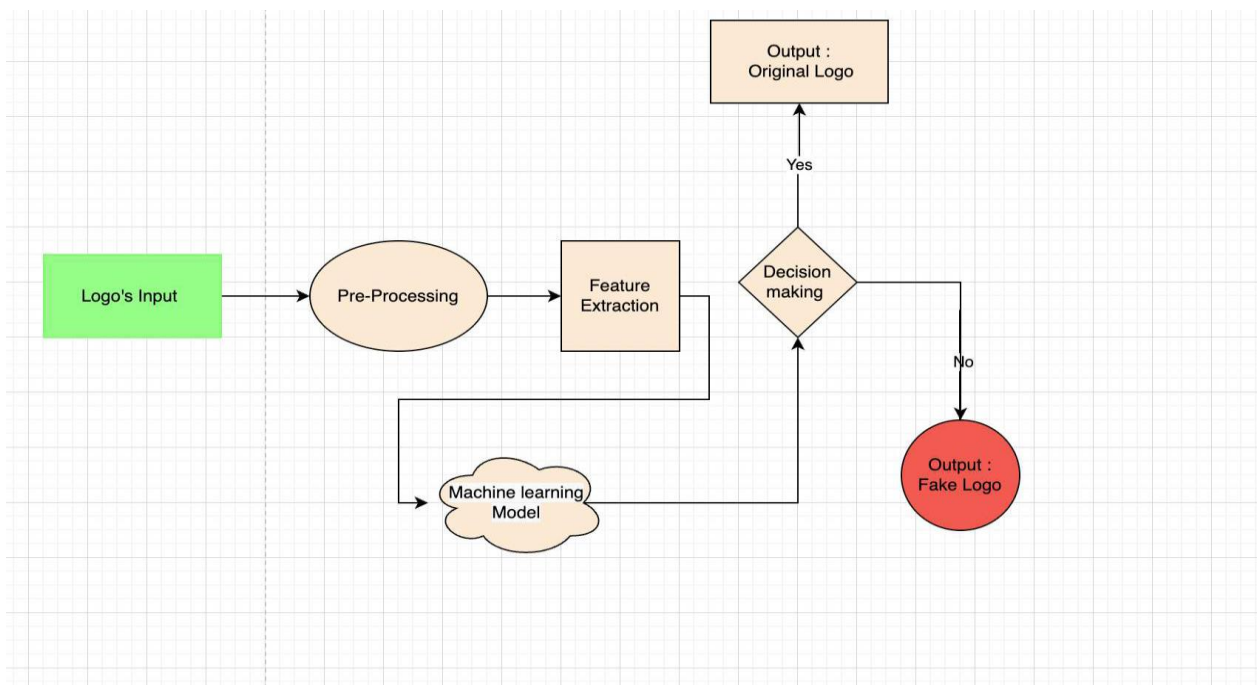 Output :
Original Logo
Yes
Logo's Input
Pre-Processing
Feature
Extraction
Decision
making
No
Machine learning
Model
Output :
Fake Logo